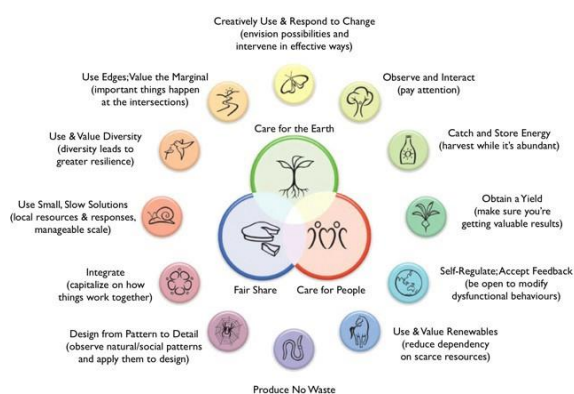 Creatively Use & Respond to Change
(envision possibilities and
intervene in effective ways)
Use Edges; Value the Marginal
(important things happen
at the intersections)
Observe and Interact
(pay attention)
Care for the Earth
Use & Value Diversity
(diversity leads to
greater resilience)
Catch and Store Energy
(harvest while it's abundant)
Use Small, Slow Solutions
(local resources & responses,
manageable scale)
Obtain a Yield
(make sure you're
getting valuable results)
Integrate
(capitalize on how
things work together)
Fair Share
Care for People
Self-Regulate; Accept Feedback
(be open to modify
dysfunctional behaviours)
Design from Pattern to Detail
(observe natural/social patterns
and apply them to design)
Use & Value Renewables
(reduce dependency
on scarce resources)
Produce No Waste